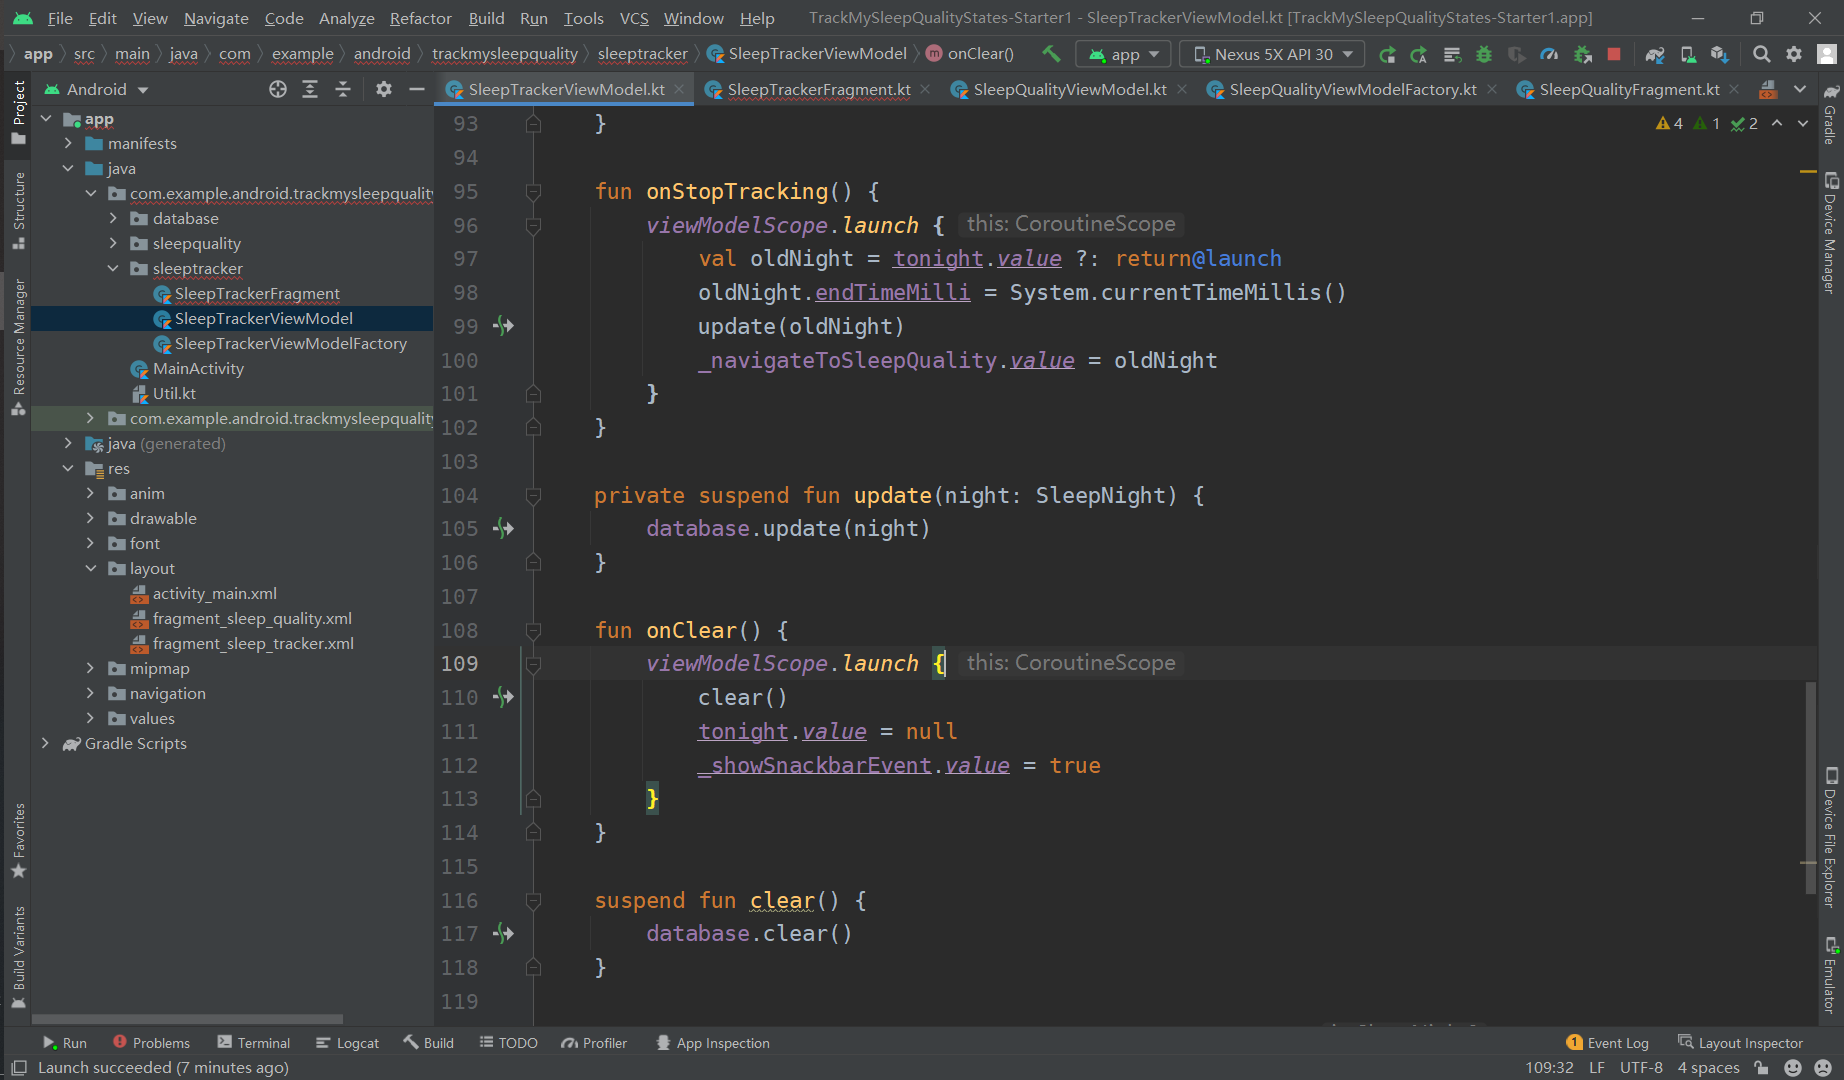 File Edit View Navigate Code Analyze Refactor Build Run Tools VCS Window Help TrackMySleepQualityStates-Starter1 - SleepTrackerViewModel.kt [TrackMySleepQualityStates-Starter1.app]
app src main java com example android trackmysleepquality sleeptracker SleepTrackerViewModel onClear() app Nexus 5X API 30
Project
Android
SleepTrackerViewModel.kt SleepTrackerFragment.kt SleepQualityViewModel.kt SleepQualityViewModelFactory.kt SleepQualityFragment.kt
4 1 2
app
manifests
java
com.example.android.trackmysleepquality
database
sleepquality
sleeptracker
SleepTrackerFragment
SleepTrackerViewModel
SleepTrackerViewModelFactory
MainActivity
Util.kt
com.example.android.trackmysleepquality
java (generated)
res
anim
drawable
font
layout
activity_main.xml
fragment_sleep_quality.xml
fragment_sleep_tracker.xml
mipmap
navigation
values
Gradle Scripts
Structure
Resource Manager
Favorites
Build Variants
93 }
94
95 fun onStopTracking() {
96 viewModelScope.launch { this: CoroutineScope
97 val oldNight = tonight.value ?: return@launch
98 oldNight.endTimeMilli = System.currentTimeMillis()
99 update(oldNight)
100 _navigateToSleepQuality.value = oldNight
101 }
102 }
103
104 private suspend fun update(night: SleepNight) {
105 database.update(night)
106 }
107
108 fun onClear() {
109 viewModelScope.launch { this: CoroutineScope
110 clear()
111 tonight.value = null
112 _showSnackbarEvent.value = true
113 }
114 }
115
116 suspend fun clear() {
117 database.clear()
118 }
119
Gradle
Device Manager
Device File Explorer
Emulator
Run Problems Terminal Logcat Build TODO Profiler App Inspection 1 Event Log Layout Inspector
Launch succeeded (7 minutes ago) 109:32 LF UTF-8 4 spaces